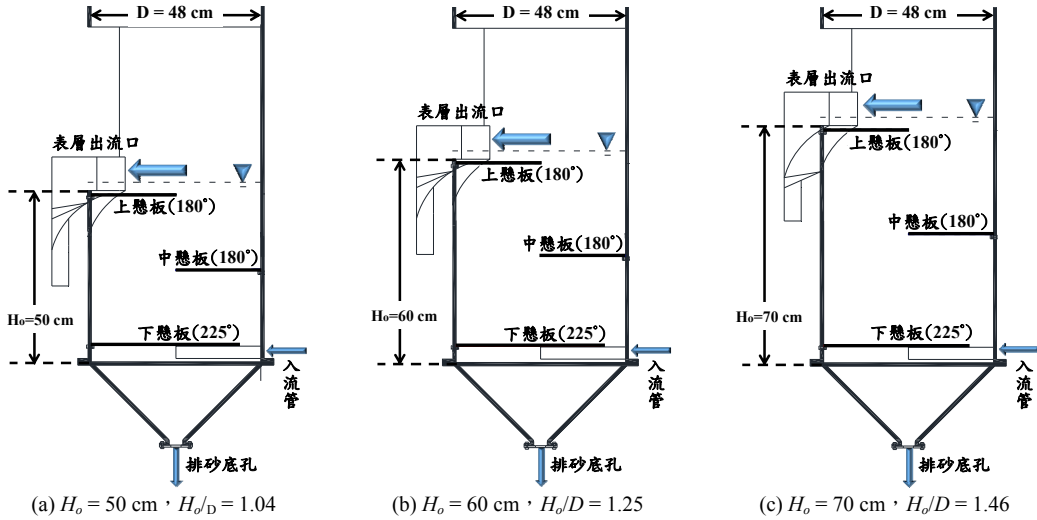 D = 48 cm
表層出流口
上懸板(180°)
中懸板(180°)
H₀=50 cm
下懸板(225°)
入流管
排砂底孔
(a) Hₒ = 50 cm，Hₒ/D = 1.04
D = 48 cm
表層出流口
上懸板(180°)
中懸板(180°)
H₀=60 cm
下懸板(225°)
入流管
排砂底孔
(b) Hₒ = 60 cm，Hₒ/D = 1.25
D = 48 cm
表層出流口
上懸板(180°)
中懸板(180°)
H₀=70 cm
下懸板(225°)
入流管
排砂底孔
(c) Hₒ = 70 cm，Hₒ/D = 1.46